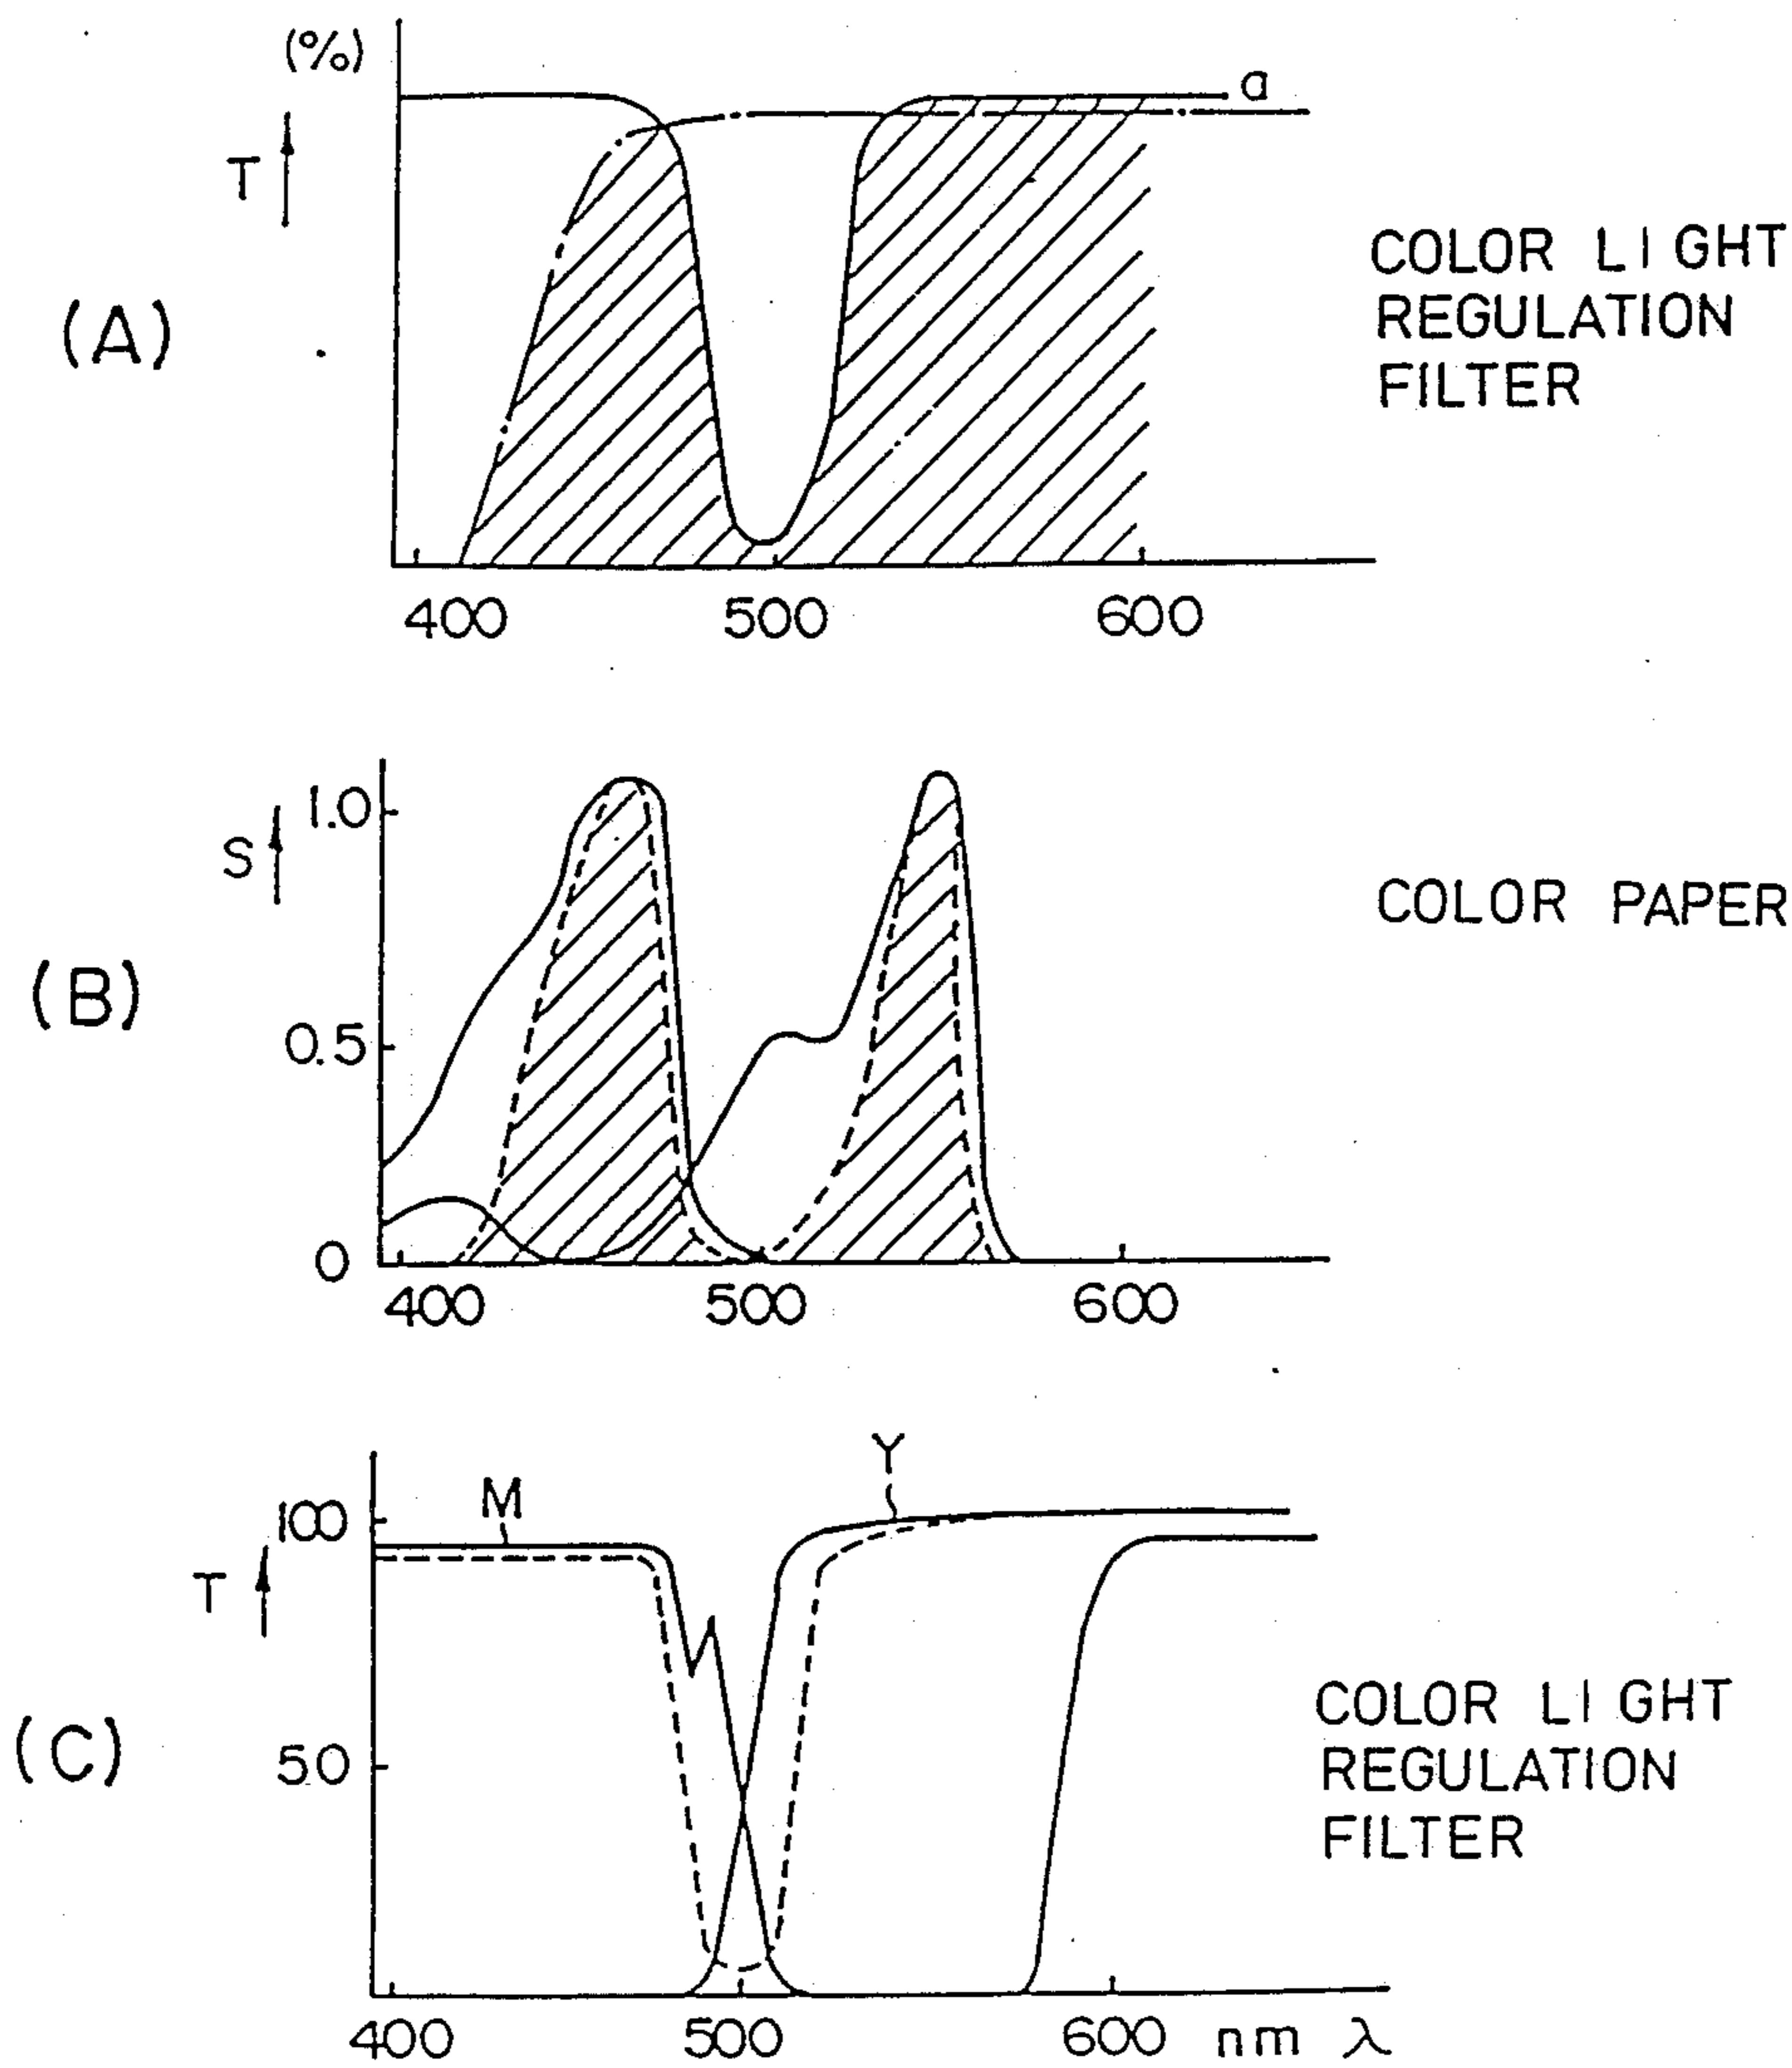 (%)
a
T
(A)
COLOR LIGHT
REGULATION
FILTER
400 500 600
1.0
S
COLOR PAPER
(B)
0.5
0
400 500 600
Y
M
100
T
(C)
50
COLOR LIGHT
REGULATION
FILTER
400 500 600 nm λ